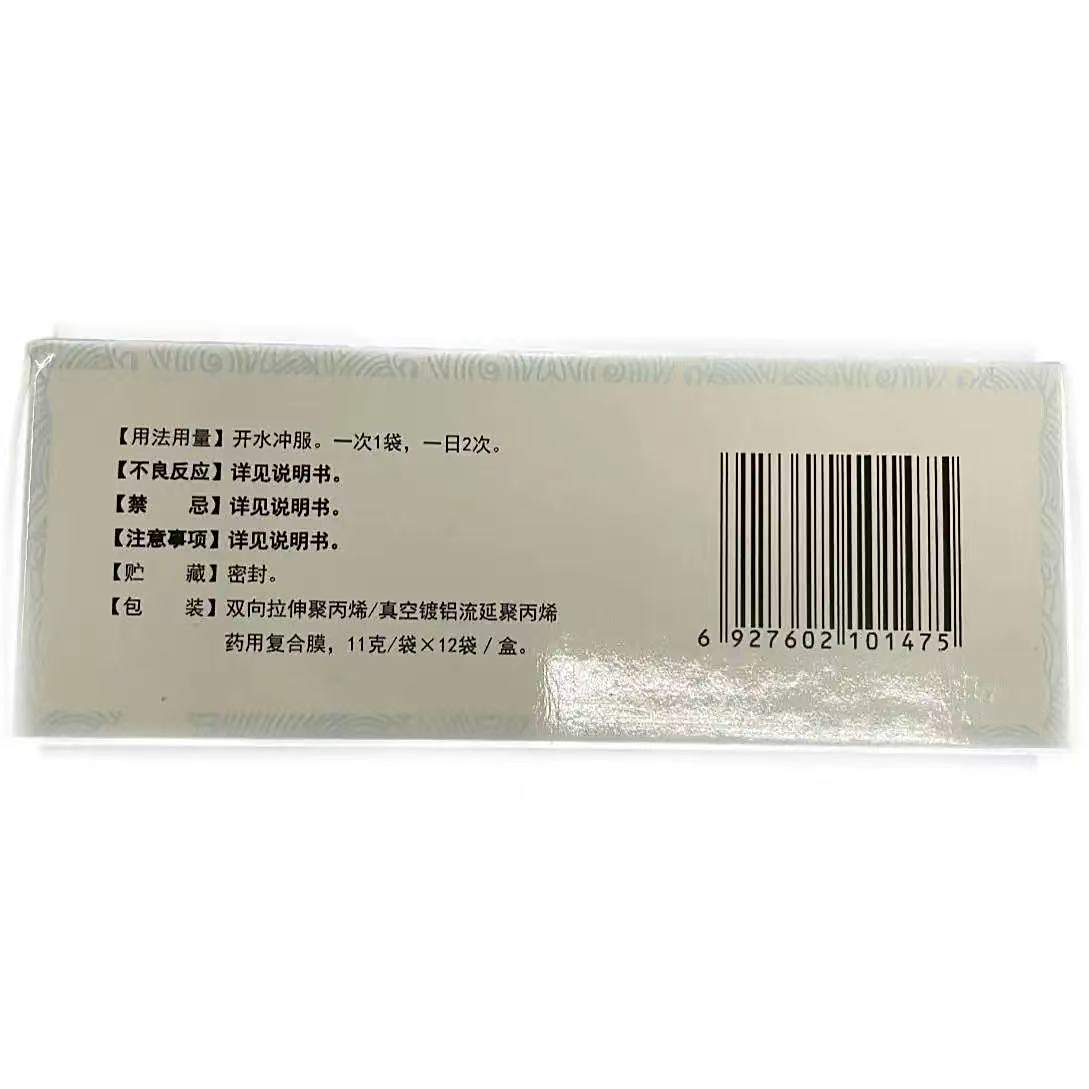 【用法用量】开水冲服。一次1袋，一日2次。
【不良反应】详见说明书。
【禁　　忌】详见说明书。
【注意事项】详见说明书。
【贮　　藏】密封。
【包　　装】双向拉伸聚丙烯/真空镀铝流延聚丙烯
药用复合膜，11克/袋×12袋/盒。
6 927602 101475